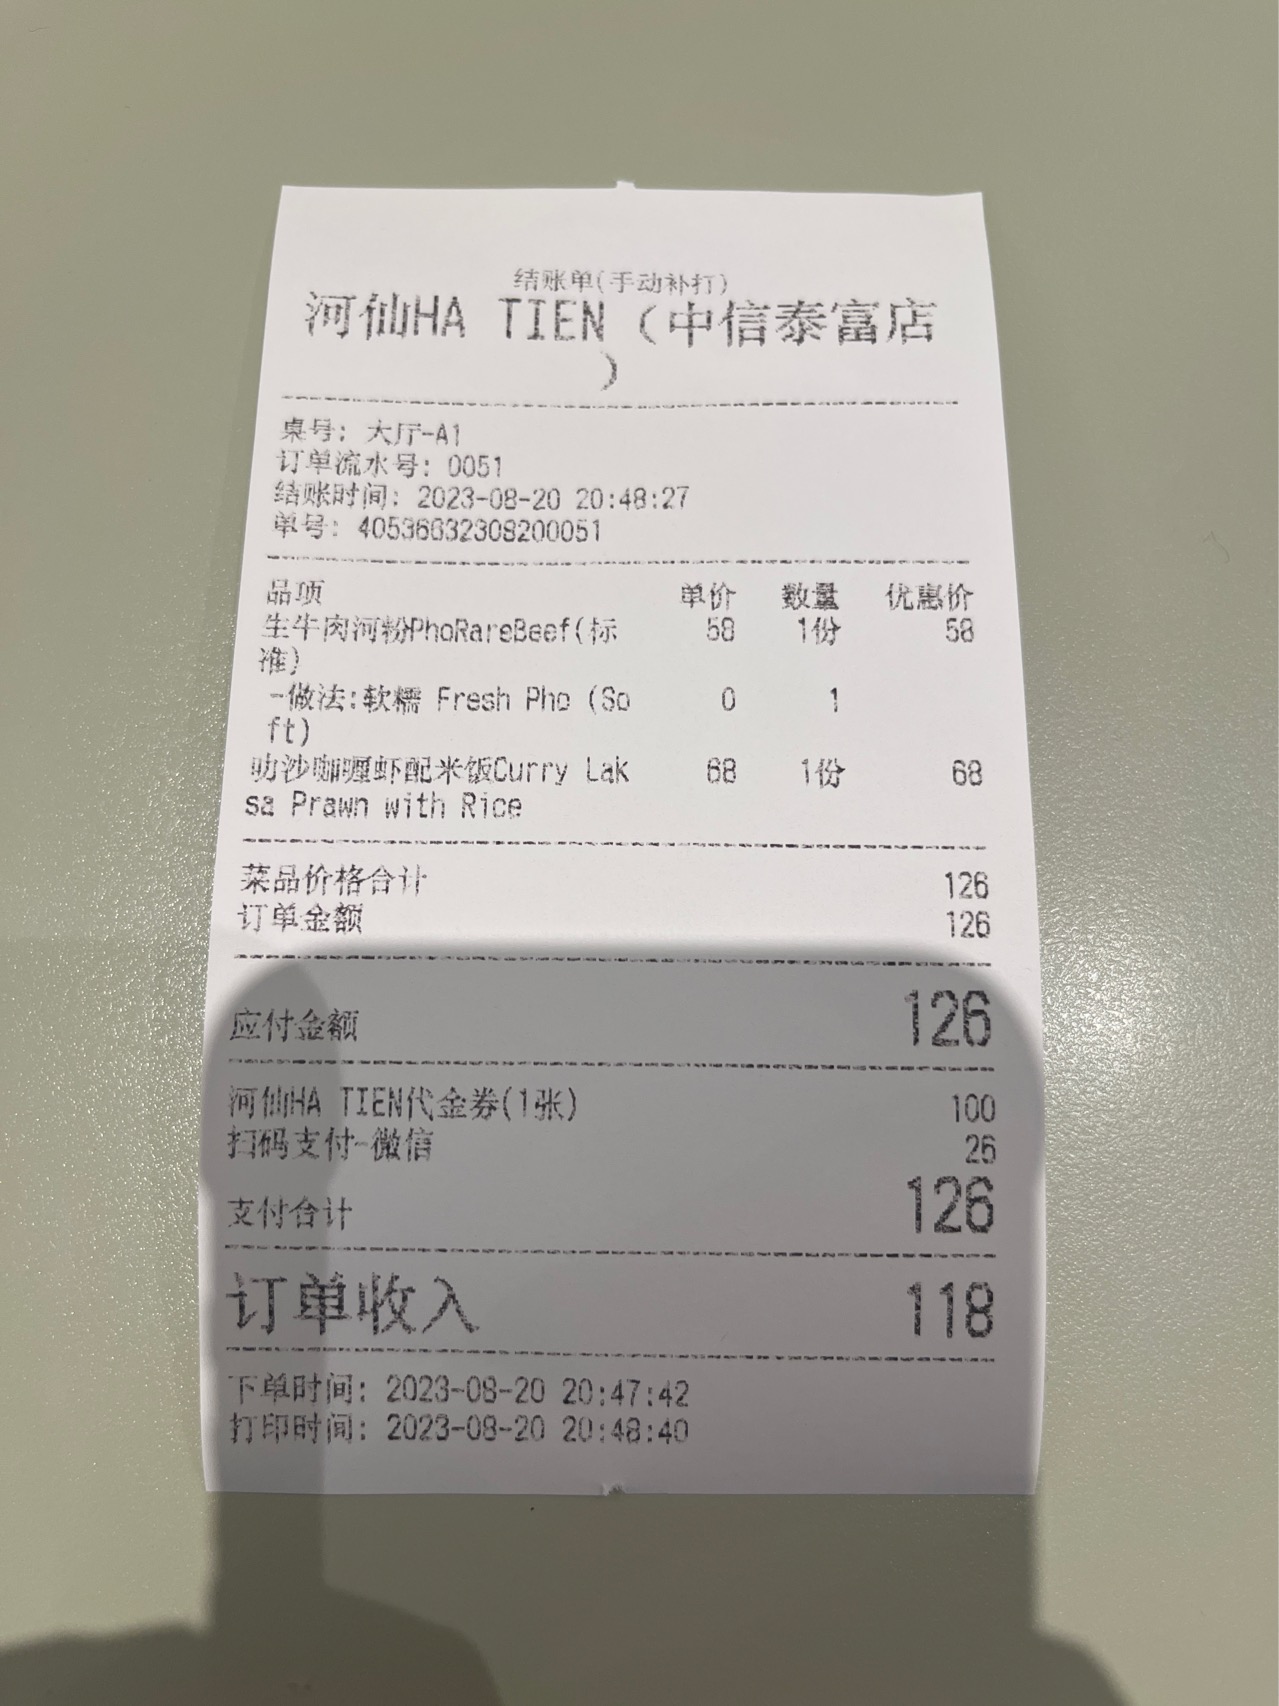 结账单(手动补打)
河仙HA TIEN（中信泰富店
）
桌号: 大厅-A1
订单流水号: 0051
结账时间: 2023-08-20 20:48:27
单号: 40536632308200051
品项 单价 数量 优惠价
生牛肉河粉PhoRareBeef(标 58 1份 58
准)
-做法:软糯 Fresh Pho (So 0 1
ft)
叻沙咖喱虾配米饭Curry Lak 68 1份 68
sa Prawn with Rice
菜品价格合计 126
订单金额 126
应付金额 126
河仙HA TIEN代金券(1张) 100
扫码支付-微信 26
支付合计 126
订单收入 118
下单时间: 2023-08-20 20:47:42
打印时间: 2023-08-20 20:48:40